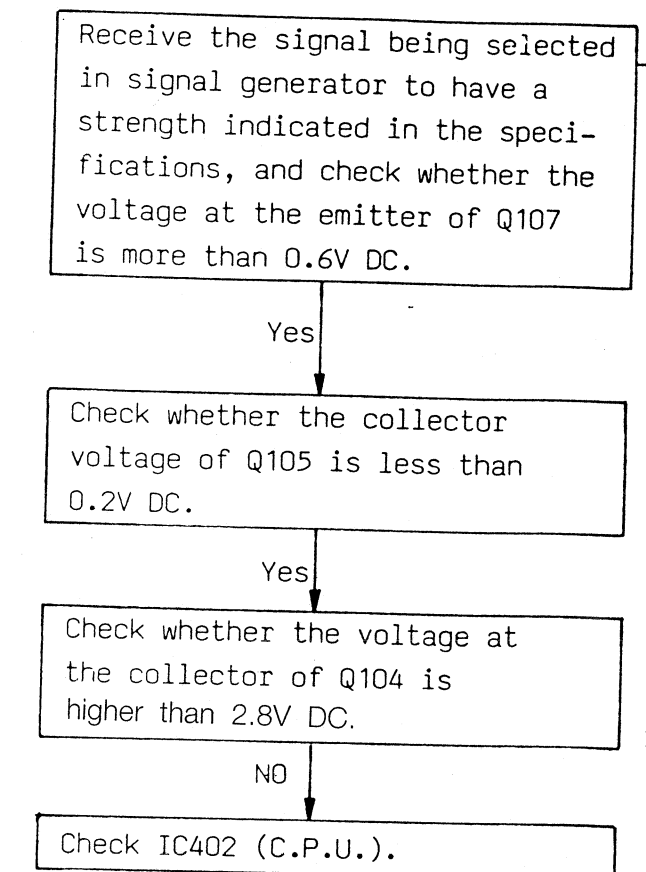 Receive the signal being selected
in signal generator to have a
strength indicated in the speci-
fications, and check whether the
voltage at the emitter of Q107
is more than 0.6V DC.
Yes
Check whether the collector
voltage of Q105 is less than
0.2V DC.
Yes
Check whether the voltage at
the collector of Q104 is
higher than 2.8V DC.
NO
Check IC402 (C.P.U.).